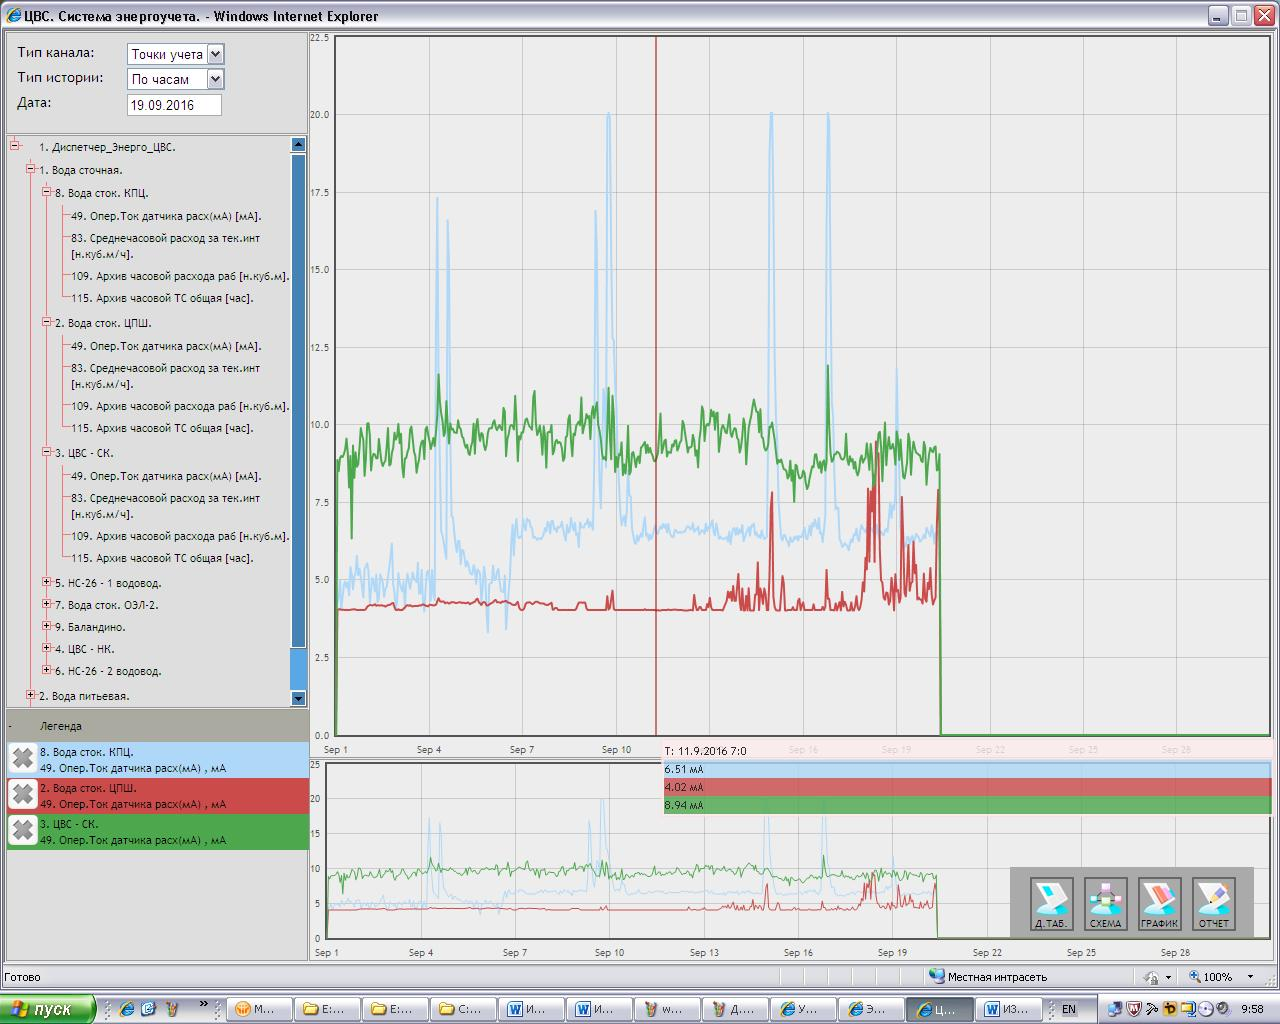 ЦВС. Система энергоучета. - Windows Internet Explorer
Тип канала: Точки учета
Тип истории: По часам
Дата: 19.09.2016
1. Диспетчер_Энерго_ЦВС.
1. Вода сточная.
8. Вода сток. КПЦ.
49. Опер.Ток датчика расх(мА) [мА].
83. Среднечасовой расход за тек.инт
[н.куб.м/ч].
109. Архив часовой расхода раб [н.куб.м].
115. Архив часовой ТС общая [час].
2. Вода сток. ЦПШ.
49. Опер.Ток датчика расх(мА) [мА].
83. Среднечасовой расход за тек.инт
[н.куб.м/ч].
109. Архив часовой расхода раб [н.куб.м].
115. Архив часовой ТС общая [час].
3. ЦВС - СК.
49. Опер.Ток датчика расх(мА) [мА].
83. Среднечасовой расход за тек.инт
[н.куб.м/ч].
109. Архив часовой расхода раб [н.куб.м].
115. Архив часовой ТС общая [час].
5. НС-26 - 1 водовод.
7. Вода сток. ОЭЛ-2.
9. Баландино.
4. ЦВС - НК.
6. НС-26 - 2 водовод.
2. Вода питьевая.
- Легенда
8. Вода сток. КПЦ.
49. Опер.Ток датчика расх(мА) , мА
2. Вода сток. ЦПШ.
49. Опер.Ток датчика расх(мА) , мА
3. ЦВС - СК.
49. Опер.Ток датчика расх(мА) , мА
22.5
20.0
17.5
15.0
12.5
10.0
7.5
5.0
2.5
0.0
Sep 1 Sep 4 Sep 7 Sep 10 Sep 16 Sep 19 Sep 22 Sep 25 Sep 28
T: 11.9.2016 7:0
6.51 мА
4.02 мА
8.94 мА
25
20
15
10
5
0
Sep 1 Sep 4 Sep 7 Sep 10 Sep 13 Sep 16 Sep 19 Sep 22 Sep 25 Sep 28
Д.ТАБ. СХЕМА ГРАФИК ОТЧЕТ
Готово Местная интрасеть 100%
пуск » М... Е:... Е:... С:... И... И... w... Д... У... Э... Ц... ИЗ... EN 9:58